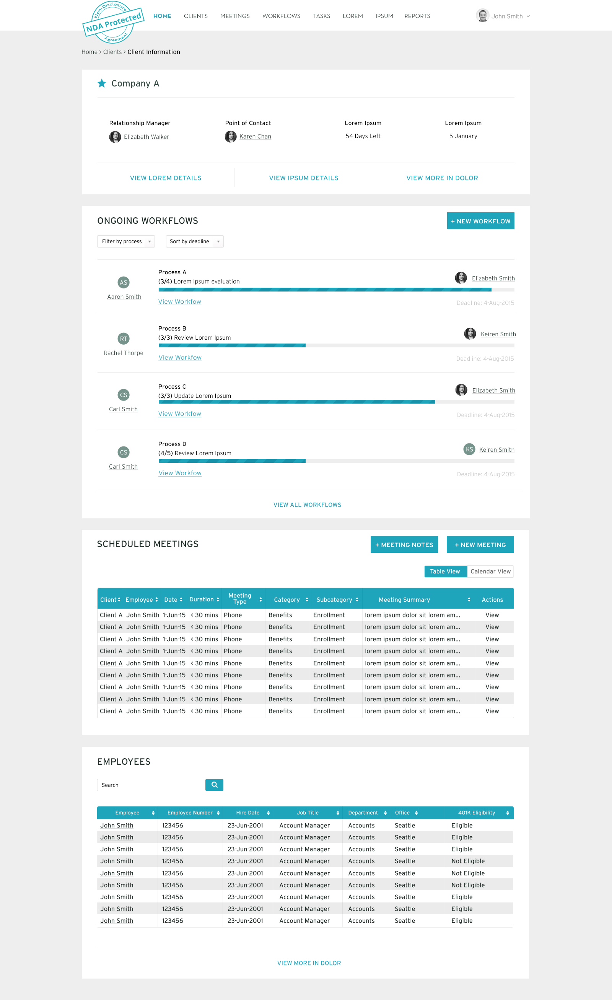 Non-Disclosure
NDA Protected
Agreement
HOME CLIENTS MEETINGS WORKFLOWS TASKS LOREM IPSUM REPORTS John Smith
Home > Clients > Client Information
Company A
Relationship Manager Point of Contact Lorem Ipsum Lorem Ipsum
Elizabeth Walker Karen Chan 54 Days Left 5 January
VIEW LOREM DETAILS VIEW IPSUM DETAILS VIEW MORE IN DOLOR
ONGOING WORKFLOWS + NEW WORKFLOW
Filter by process Sort by deadline
Process A
AS (3/4) Lorem Ipsum evaluation Elizabeth Smith
Aaron Smith View Workfow Deadline: 4-Aug-2015
Process B
RT (3/3) Review Lorem Ipsum Keiren Smith
Rachel Thorpe View Workfow Deadline: 4-Aug-2015
Process C
CS (3/3) Update Lorem Ipsum Elizabeth Smith
Carl Smith View Workfow Deadline: 4-Aug-2015
Process D
CS (4/5) Review Lorem Ipsum KS Keiren Smith
Carl Smith View Workfow Deadline: 4-Aug-2015
VIEW ALL WORKFLOWS
SCHEDULED MEETINGS + MEETING NOTES + NEW MEETING
Table View Calendar View
Client Employee Date Duration Meeting Type Category Subcategory Meeting Summary Actions
Client A John Smith 1-Jun-15 < 30 mins Phone Benefits Enrollment lorem ipsum dolor sit lorem am... View
Client A John Smith 1-Jun-15 < 30 mins Phone Benefits Enrollment lorem ipsum dolor sit lorem am... View
Client A John Smith 1-Jun-15 < 30 mins Phone Benefits Enrollment lorem ipsum dolor sit lorem am... View
Client A John Smith 1-Jun-15 < 30 mins Phone Benefits Enrollment lorem ipsum dolor sit lorem am... View
Client A John Smith 1-Jun-15 < 30 mins Phone Benefits Enrollment lorem ipsum dolor sit lorem am... View
Client A John Smith 1-Jun-15 < 30 mins Phone Benefits Enrollment lorem ipsum dolor sit lorem am... View
Client A John Smith 1-Jun-15 < 30 mins Phone Benefits Enrollment lorem ipsum dolor sit lorem am... View
Client A John Smith 1-Jun-15 < 30 mins Phone Benefits Enrollment lorem ipsum dolor sit lorem am... View
Client A John Smith 1-Jun-15 < 30 mins Phone Benefits Enrollment lorem ipsum dolor sit lorem am... View
EMPLOYEES
Search
Employee Employee Number Hire Date Job Title Department Office 401K Eligibility
John Smith 123456 23-Jun-2001 Account Manager Accounts Seattle Eligible
John Smith 123456 23-Jun-2001 Account Manager Accounts Seattle Eligible
John Smith 123456 23-Jun-2001 Account Manager Accounts Seattle Eligible
John Smith 123456 23-Jun-2001 Account Manager Accounts Seattle Not Eligible
John Smith 123456 23-Jun-2001 Account Manager Accounts Seattle Not Eligible
John Smith 123456 23-Jun-2001 Account Manager Accounts Seattle Not Eligible
John Smith 123456 23-Jun-2001 Account Manager Accounts Seattle Eligible
John Smith 123456 23-Jun-2001 Account Manager Accounts Seattle Eligible
John Smith 123456 23-Jun-2001 Account Manager Accounts Seattle Eligible
VIEW MORE IN DOLOR